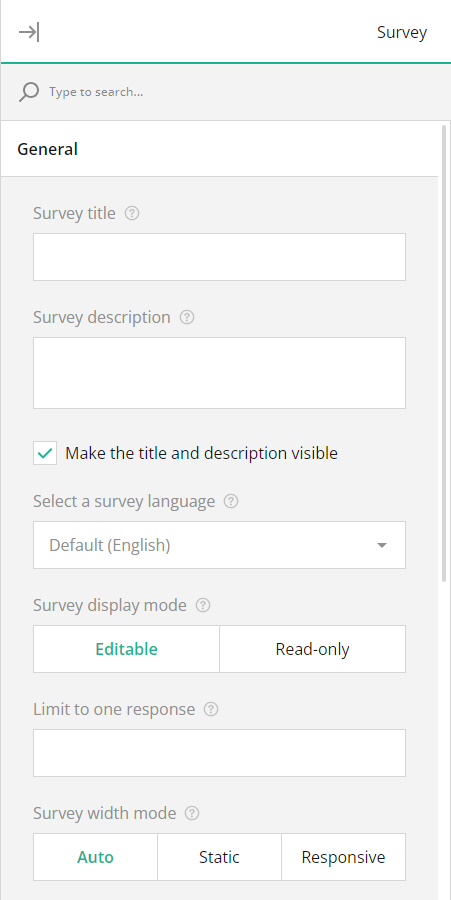 Survey
Type to search...
General
Survey title ?
Survey description ?
Make the title and description visible
Select a survey language ?
Default (English)
Survey display mode ?
Editable Read-only
Limit to one response ?
Survey width mode ?
Auto Static Responsive